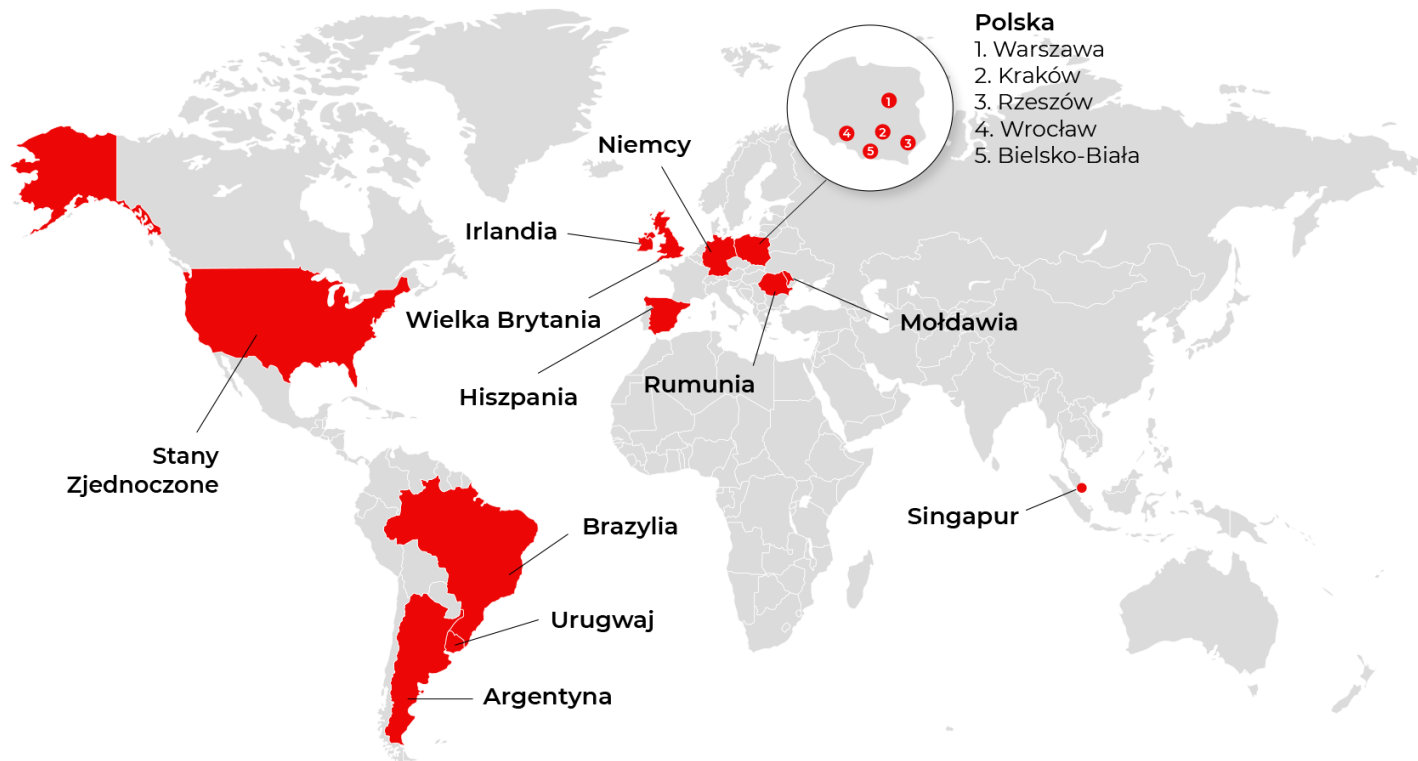 Polska
1. Warszawa
2. Kraków
3. Rzeszów
4. Wrocław
5. Bielsko-Biała
1
2
3
4
5
Niemcy
Irlandia
Wielka Brytania
Mołdawia
Hiszpania
Rumunia
Stany
Zjednoczone
Singapur
Brazylia
Urugwaj
Argentyna